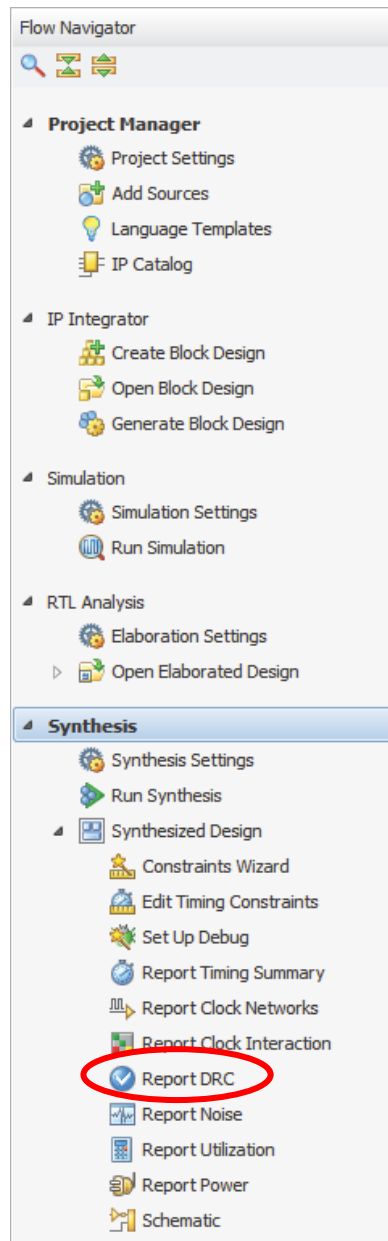 Flow Navigator
Project Manager
Project Settings
Add Sources
Language Templates
IP Catalog
IP Integrator
Create Block Design
Open Block Design
Generate Block Design
Simulation
Simulation Settings
Run Simulation
RTL Analysis
Elaboration Settings
Open Elaborated Design
Synthesis
Synthesis Settings
Run Synthesis
Synthesized Design
Constraints Wizard
Edit Timing Constraints
Set Up Debug
Report Timing Summary
Report Clock Networks
Report Clock Interaction
Report DRC
Report Noise
Report Utilization
Report Power
Schematic